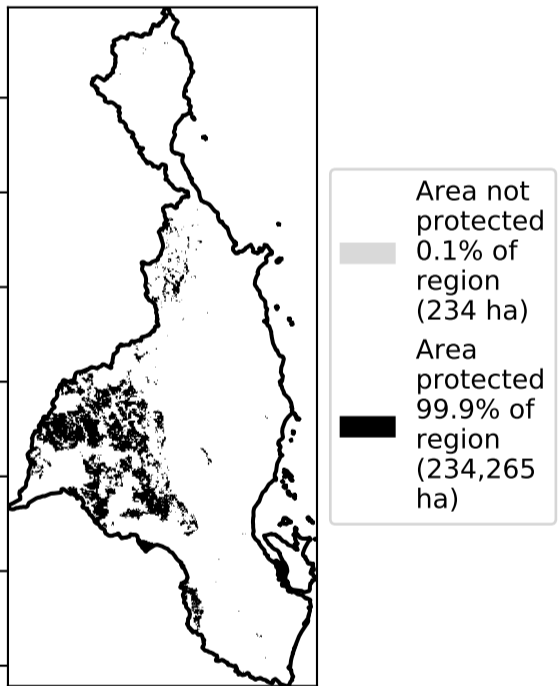 Area not
protected
0.1% of
region
(234 ha)
Area
protected
99.9% of
region
(234,265
ha)